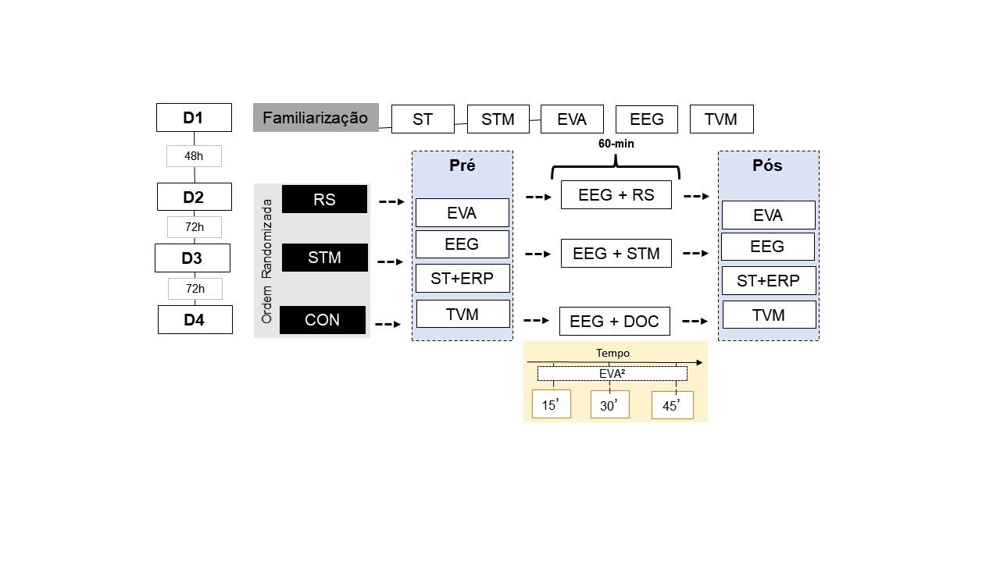 D1
Familiarização
ST
STM
EVA
EEG
TVM
48h
60-min
Pré
Pós
D2
72h
D3
72h
D4
Ordem Randomizada
RS
STM
CON
EVA
EEG
ST+ERP
TVM
EEG + RS
EEG + STM
EEG + DOC
EVA
EEG
ST+ERP
TVM
Tempo
EVA²
15’
30’
45’